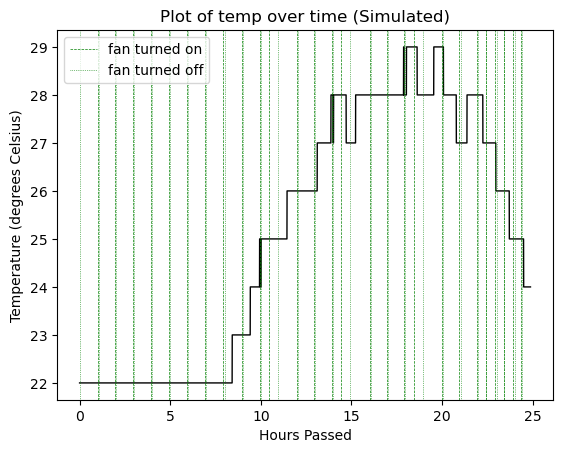 Plot of temp over time (Simulated)
fan turned on
fan turned off
Temperature (degrees Celsius)
29
28
27
26
25
24
23
22
0 5 10 15 20 25
Hours Passed